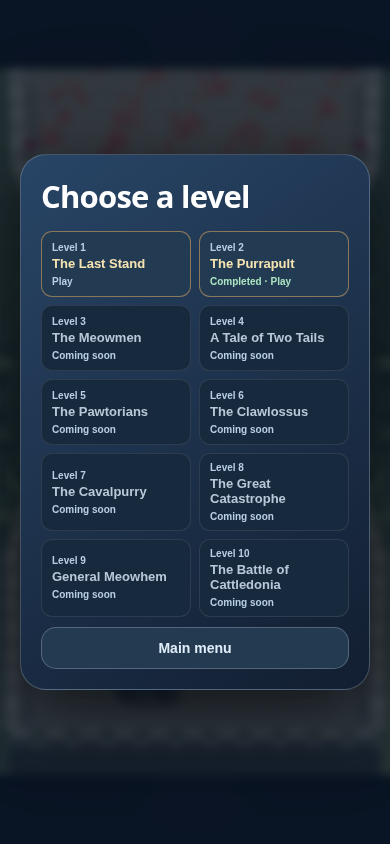 Choose a level
Level 1
The Last Stand
Play
Level 2
The Purrapult
Completed · Play
Level 3
The Meowmen
Coming soon
Level 4
A Tale of Two Tails
Coming soon
Level 5
The Pawtorians
Coming soon
Level 6
The Clawlossus
Coming soon
Level 7
The Cavalpurry
Coming soon
Level 8
The Great
Catastrophe
Coming soon
Level 9
General Meowhem
Coming soon
Level 10
The Battle of
Cattledonia
Coming soon
Main menu